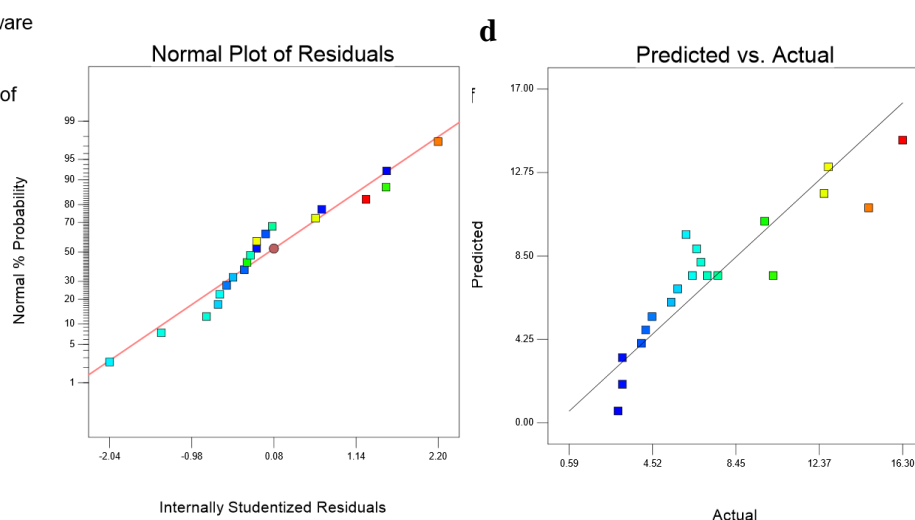 ware
of
Normal Plot of Residuals
Normal % Probability
99
95
90
80
70
50
30
20
10
5
1
-2.04
-0.98
0.08
1.14
2.20
Internally Studentized Residuals
d
Predicted vs. Actual
Predicted
17.00
12.75
8.50
4.25
0.00
0.59
4.52
8.45
12.37
16.30
Actual